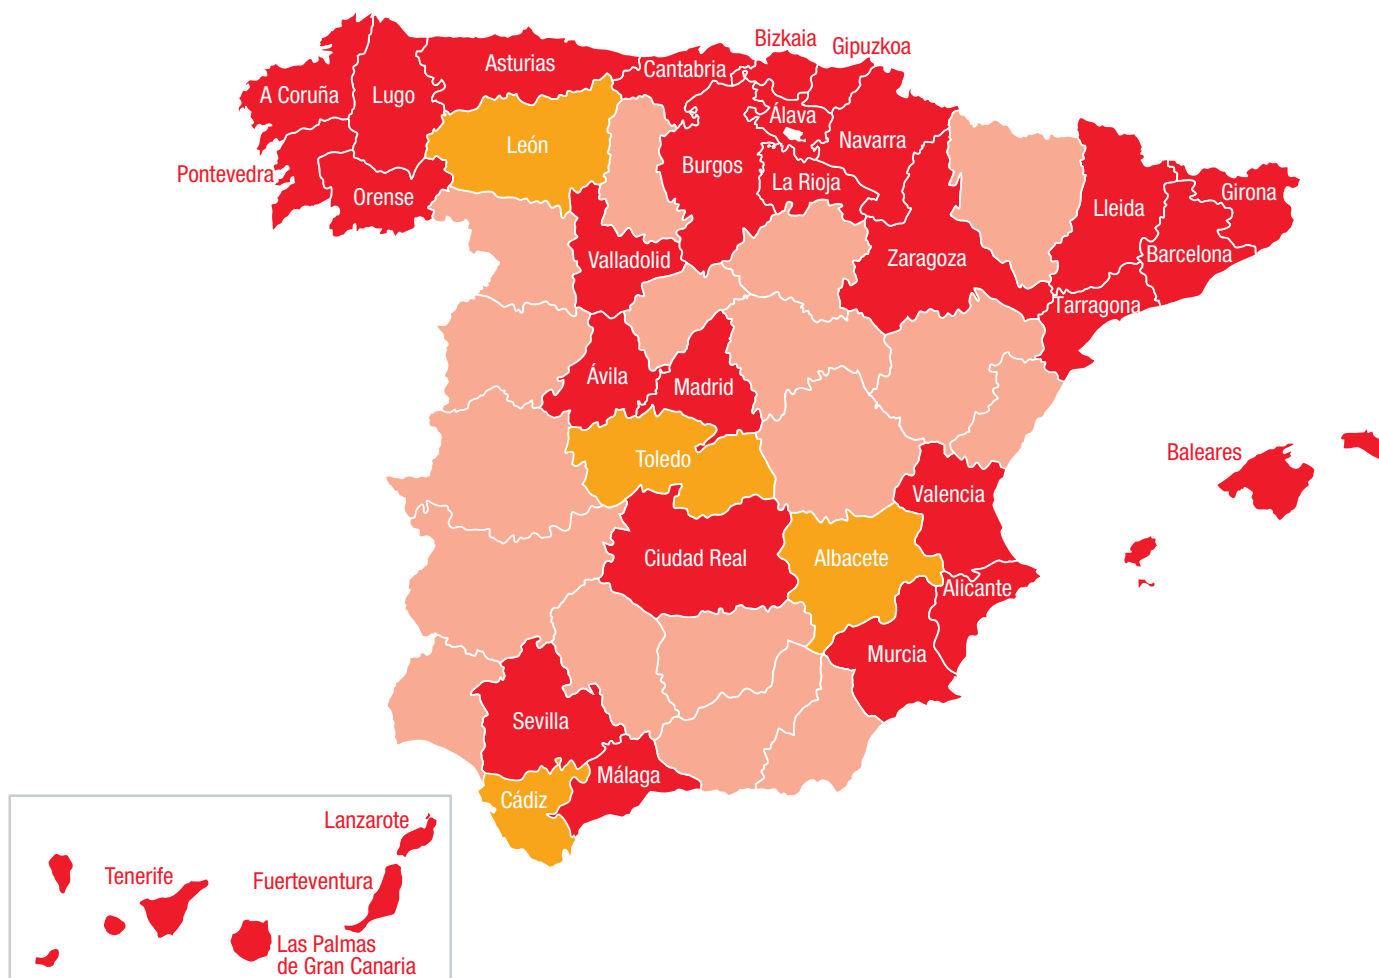 Bizkaia
Gipuzkoa
Asturias
Cantabria
A Coruña
Lugo
Álava
León
Navarra
Burgos
Pontevedra
La Rioja
Orense
Girona
Lleida
Valladolid
Zaragoza
Barcelona
Tarragona
Ávila
Madrid
Baleares
Toledo
Valencia
Ciudad Real
Albacete
Alicante
Murcia
Sevilla
Málaga
Cádiz
Lanzarote
Tenerife
Fuerteventura
Las Palmas
de Gran Canaria